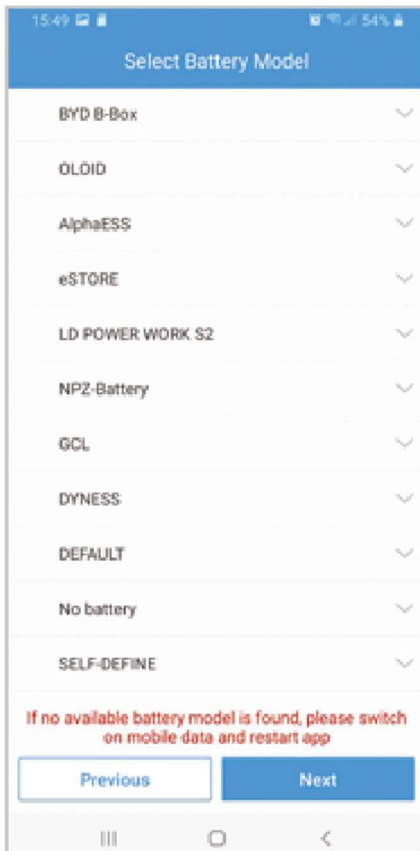 15:49 54%
Select Battery Model
BYD B-Box
OLOID
AlphaESS
eSTORE
LD POWER WORK S2
NPZ-Battery
GCL
DYNESS
DEFAULT
No battery
SELF-DEFINE
If no available battery model is found, please switch
on mobile data and restart app
Previous Next